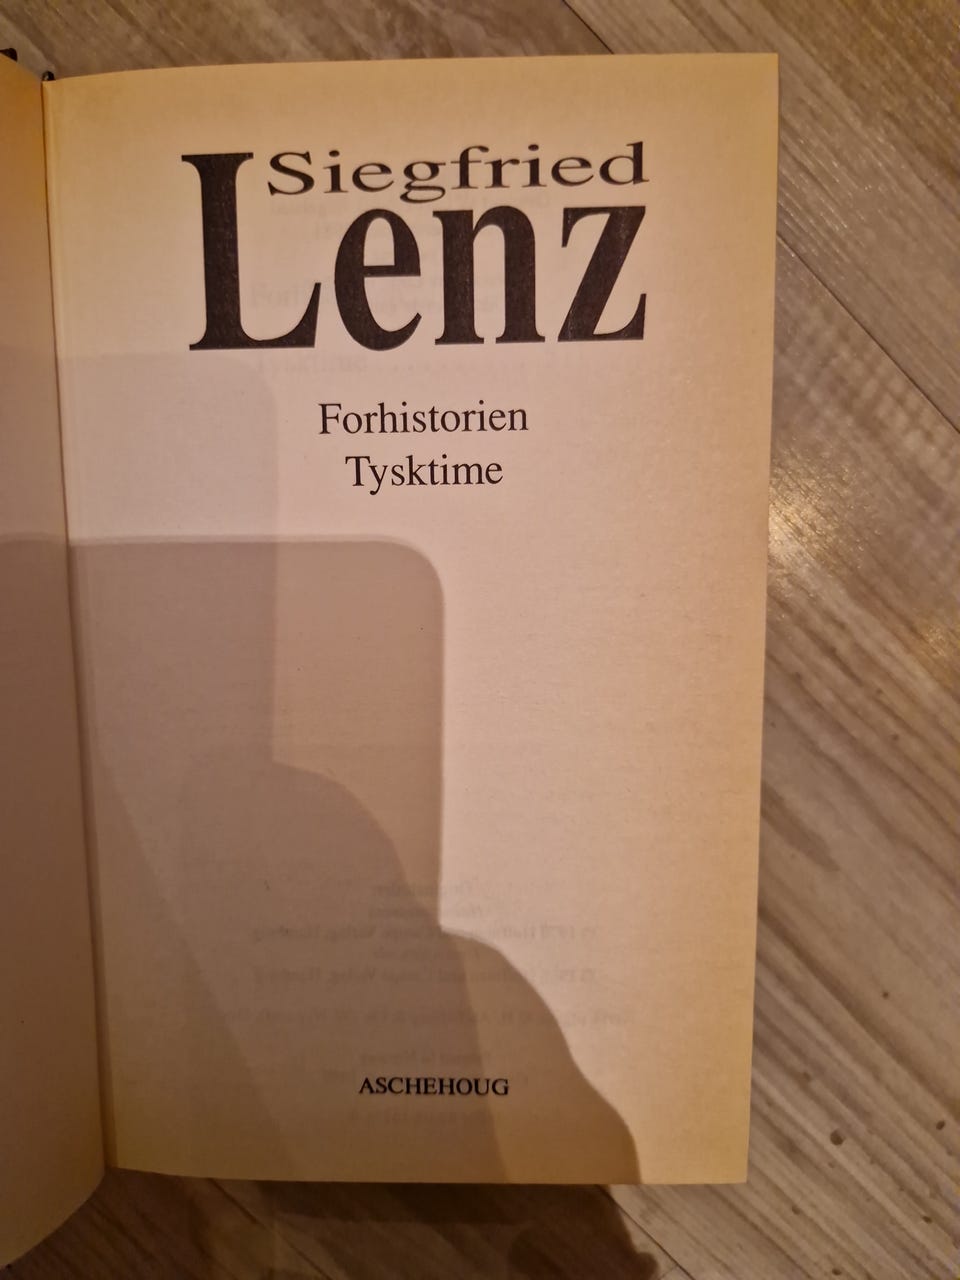 Siegfried
Lenz
Forhistorien
Tysktime
ASCHEHOUG